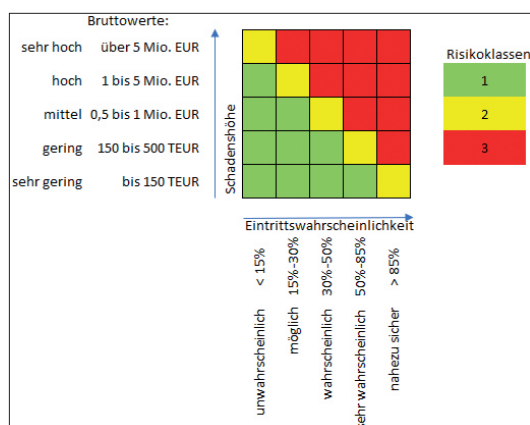 Bruttowerte:
sehr hoch über 5 Mio. EUR
hoch 1 bis 5 Mio. EUR
mittel 0,5 bis 1 Mio. EUR
gering 150 bis 500 TEUR
sehr gering bis 150 TEUR
Schadenshöhe
Risikoklassen
1
2
3
Eintrittswahrscheinlichkeit
unwahrscheinlich < 15%
möglich 15%-30%
wahrscheinlich 30%-50%
sehr wahrscheinlich 50%-85%
nahezu sicher > 85%